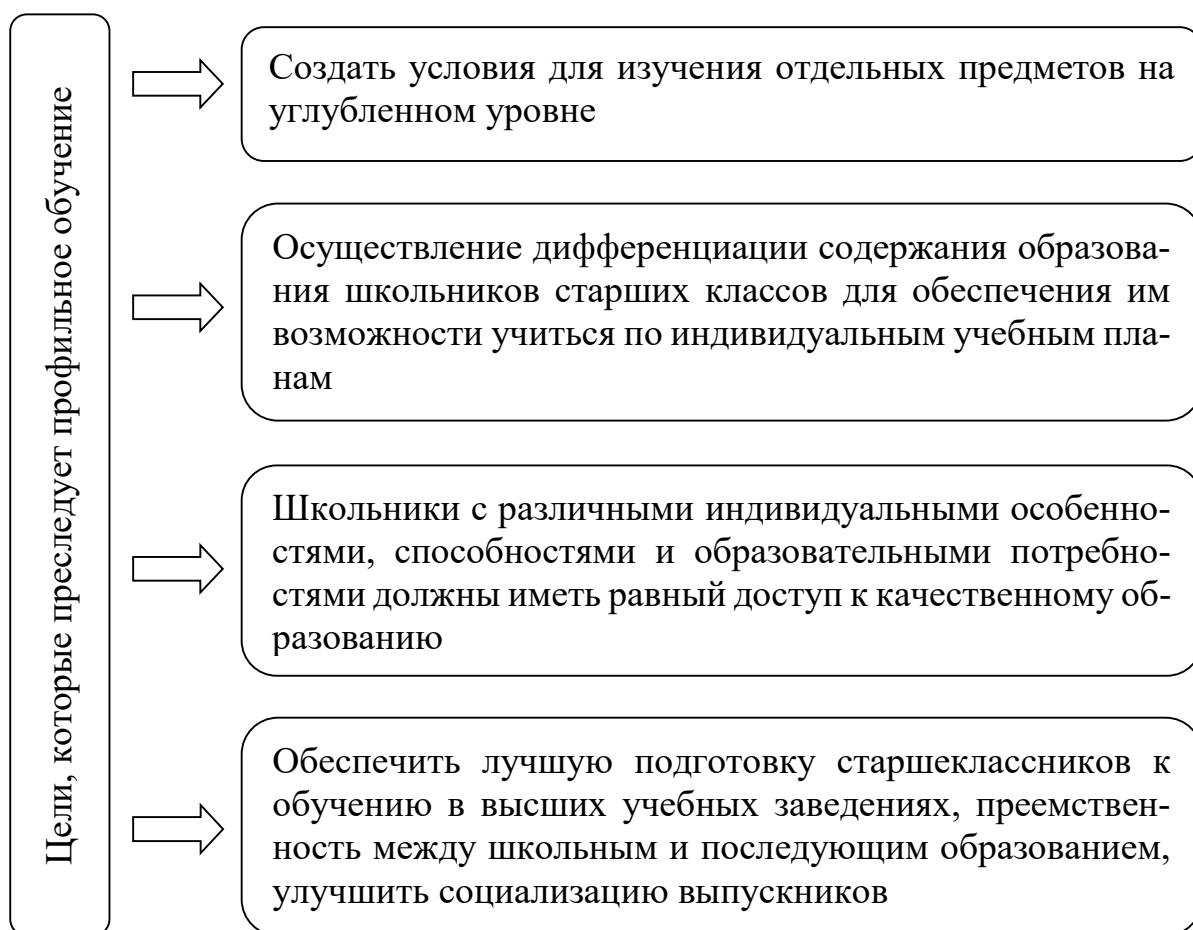 Цели, которые преследует профильное обучение
Создать условия для изучения отдельных предметов на
углубленном уровне
Осуществление дифференциации содержания образова-
ния школьников старших классов для обеспечения им
возможности учиться по индивидуальным учебным пла-
нам
Школьники с различными индивидуальными особенно-
стями, способностями и образовательными потребно-
стями должны иметь равный доступ к качественному об-
разованию
Обеспечить лучшую подготовку старшеклассников к
обучению в высших учебных заведениях, преемствен-
ность между школьным и последующим образованием,
улучшить социализацию выпускников